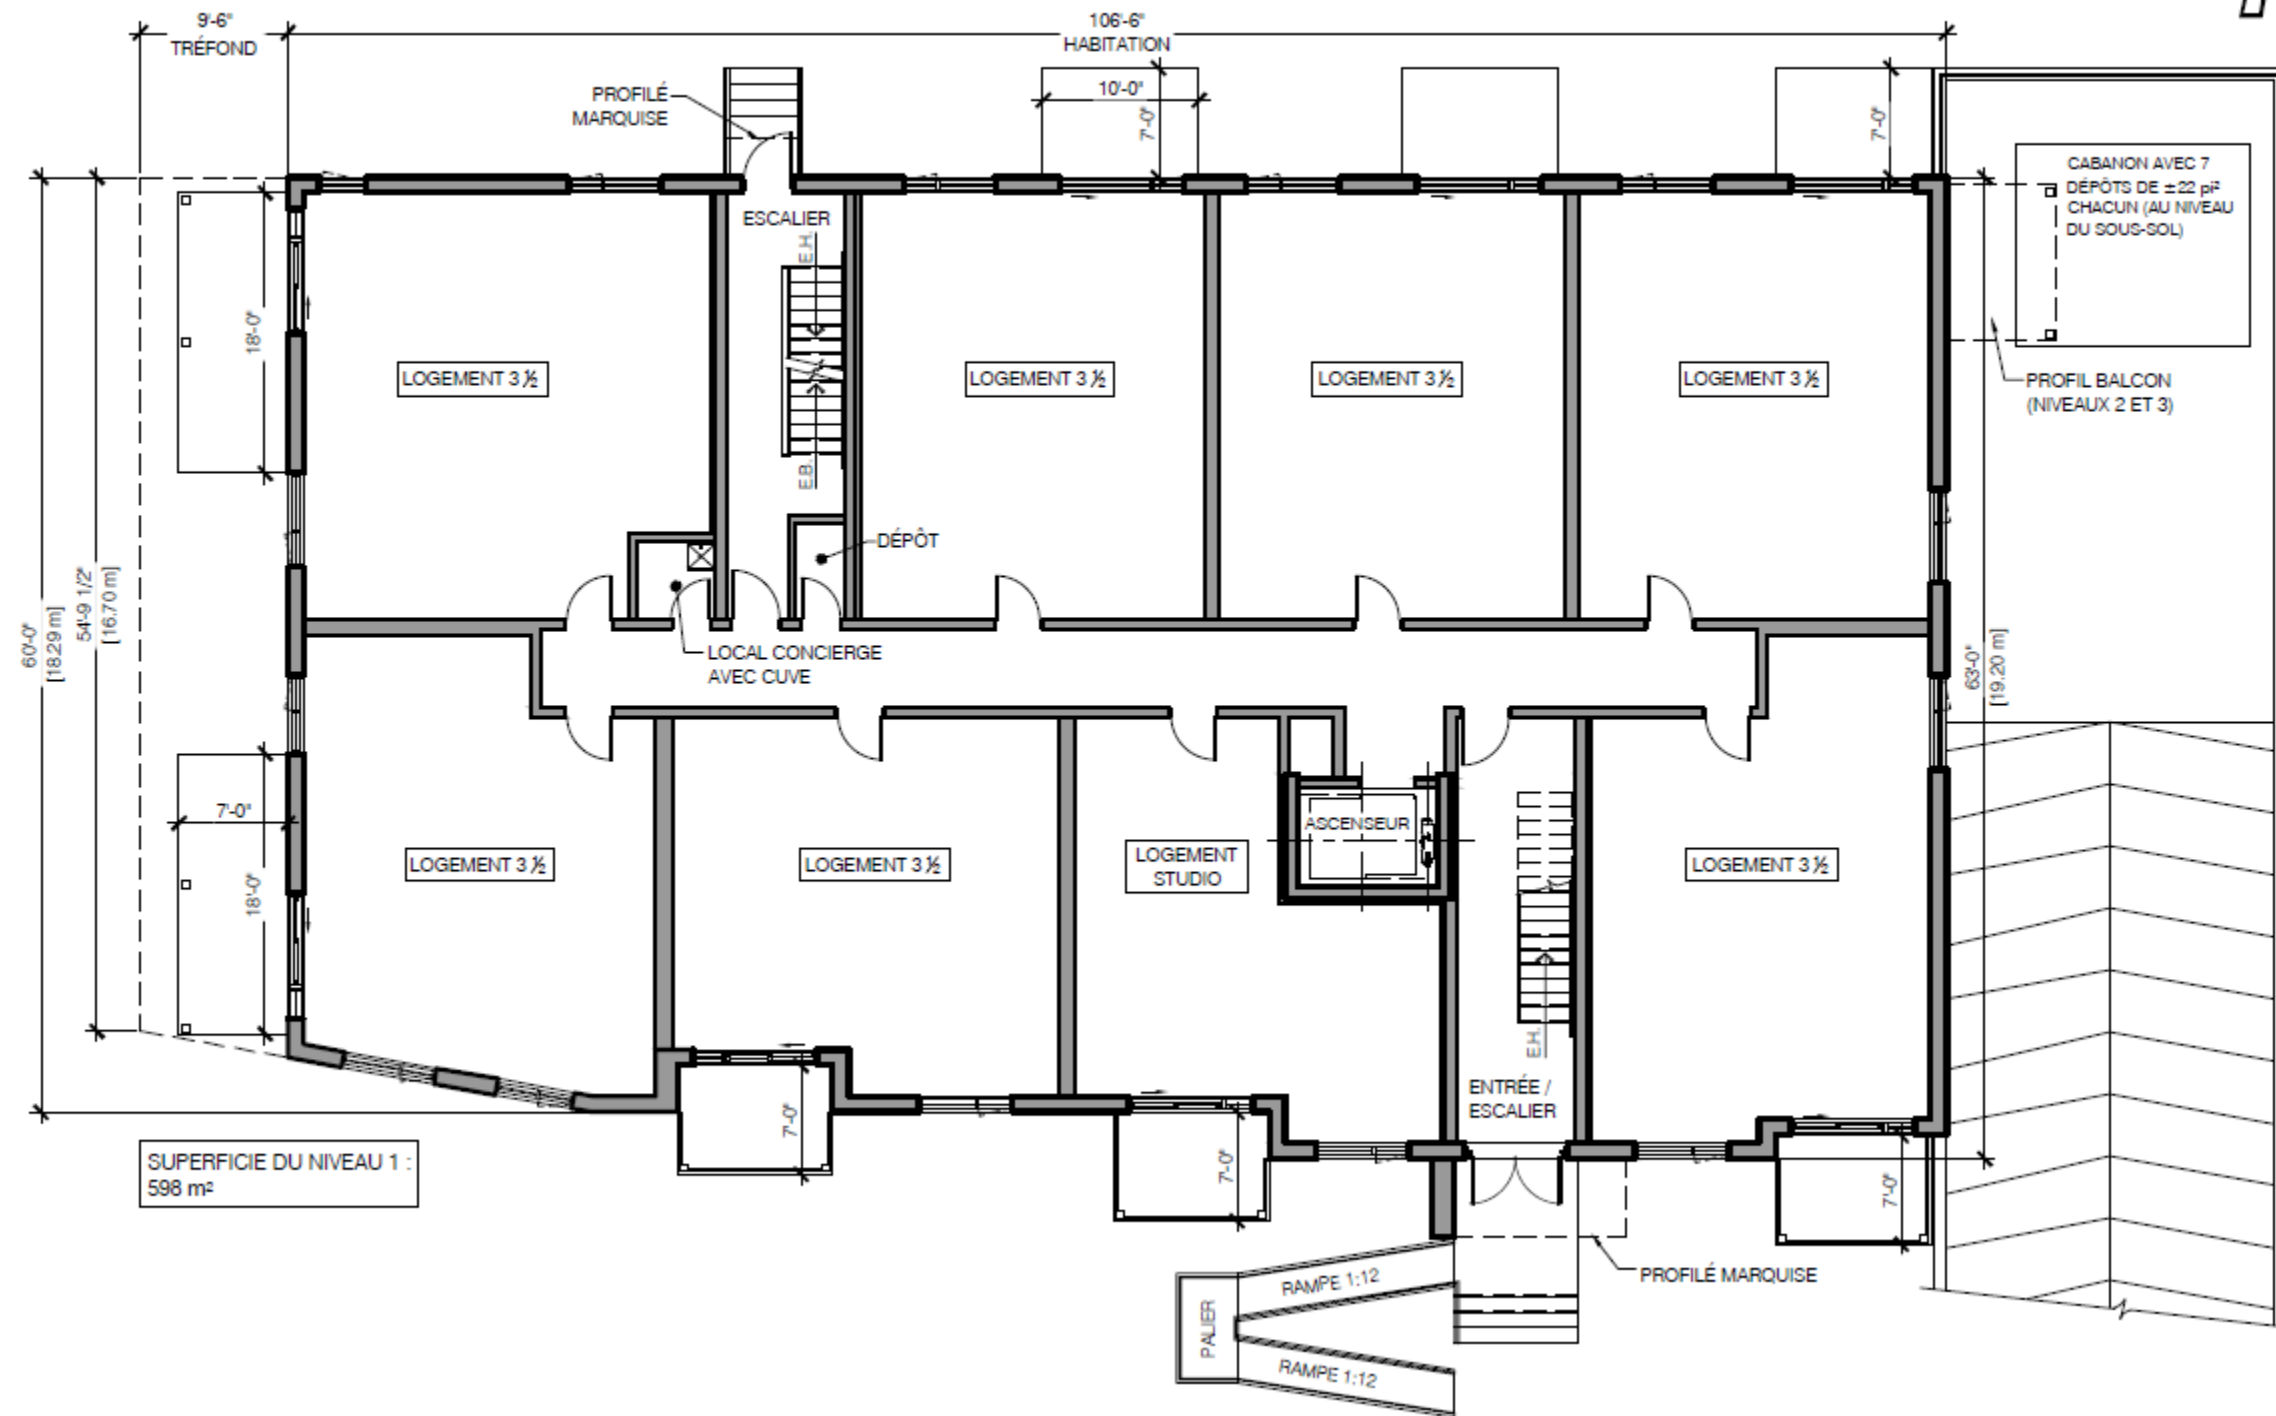 9'-6"
TRÉFOND
106'-6"
HABITATION
PROFILÉ
MARQUISE
10'-0"
7'-0"
7'-0"
CABANON AVEC 7
DÉPÔTS DE ±22 pi²
CHACUN (AU NIVEAU
DU SOUS-SOL)
ESCALIER
E.H.
18'-0"
LOGEMENT 3 ½
LOGEMENT 3 ½
LOGEMENT 3 ½
LOGEMENT 3 ½
PROFIL BALCON
(NIVEAUX 2 ET 3)
E.B.
DÉPÔT
60'-0"
[18.29 m]
54'-9 1/2"
[16.70 m]
LOCAL CONCIERGE
AVEC CUVE
63'-0"
[19.20 m]
7'-0"
18'-0"
ASCENSEUR
LOGEMENT 3 ½
LOGEMENT 3 ½
LOGEMENT
STUDIO
LOGEMENT 3 ½
E.H.
ENTRÉE /
ESCALIER
7'-0"
7'-0"
7'-0"
SUPERFICIE DU NIVEAU 1 :
598 m²
PROFILÉ MARQUISE
RAMPE 1:12
PALIER
RAMPE 1:12